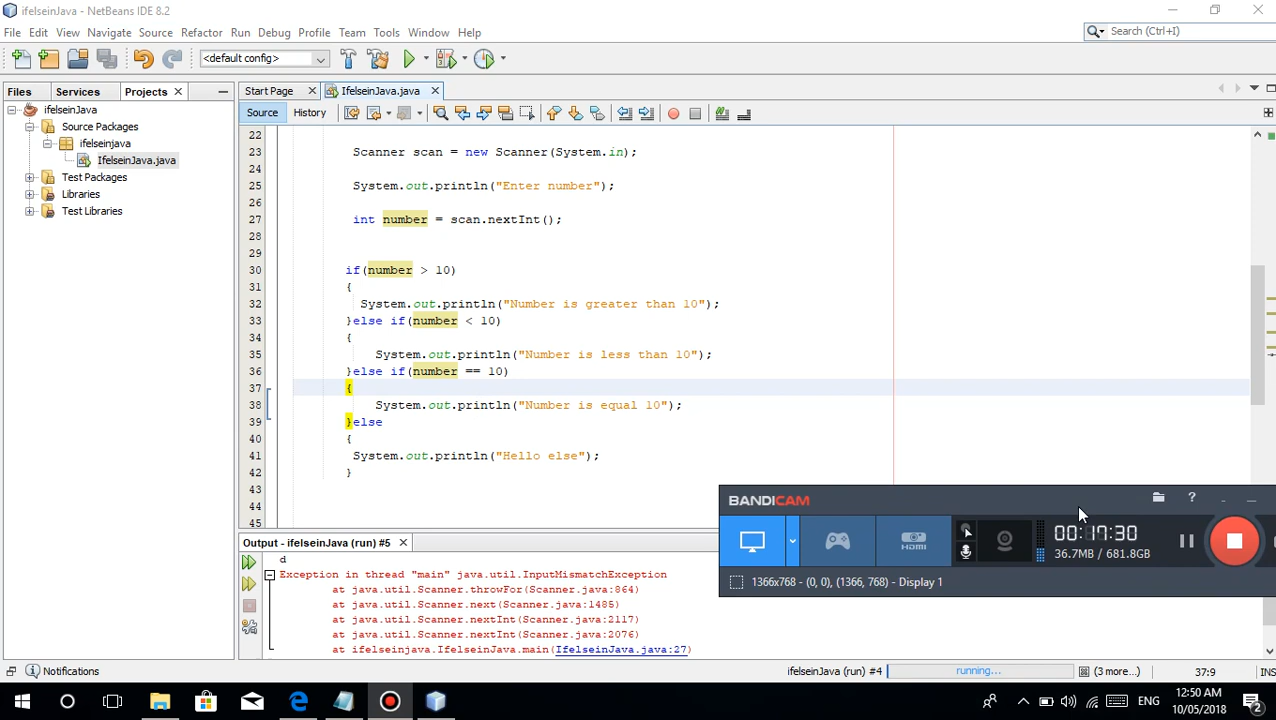 ifelseinJava - NetBeans IDE 8.2
File Edit View Navigate Source Refactor Run Debug Profile Team Tools Window Help
Search (Ctrl+I)
<default config>
Files Services Projects
Start Page IfelseinJava.java
ifelseinJava
Source Packages
ifelseinjava
IfelseinJava.java
Test Packages
Libraries
Test Libraries
Source History
22
23 Scanner scan = new Scanner(System.in);
24
25 System.out.println("Enter number");
26
27 int number = scan.nextInt();
28
29
30 if(number > 10)
31 {
32 System.out.println("Number is greater than 10");
33 }else if(number < 10)
34 {
35 System.out.println("Number is less than 10");
36 }else if(number == 10)
37 {
38 System.out.println("Number is equal 10");
39 }else
40 {
41 System.out.println("Hello else");
42 }
43
44
Output - ifelseinJava (run) #5
d
Exception in thread "main" java.util.InputMismatchException
at java.util.Scanner.throwFor(Scanner.java:864)
at java.util.Scanner.next(Scanner.java:1485)
at java.util.Scanner.nextInt(Scanner.java:2117)
at java.util.Scanner.nextInt(Scanner.java:2076)
at ifelseinjava.IfelseinJava.main(IfelseinJava.java:27)
BANDICAM
HDMI
00:17:30
36.7MB / 681.8GB
1366x768 - (0, 0), (1366, 768) - Display 1
Notifications
ifelseinJava (run) #4 running... (3 more...) 37:9 INS
ENG
12:50 AM
10/05/2018
2